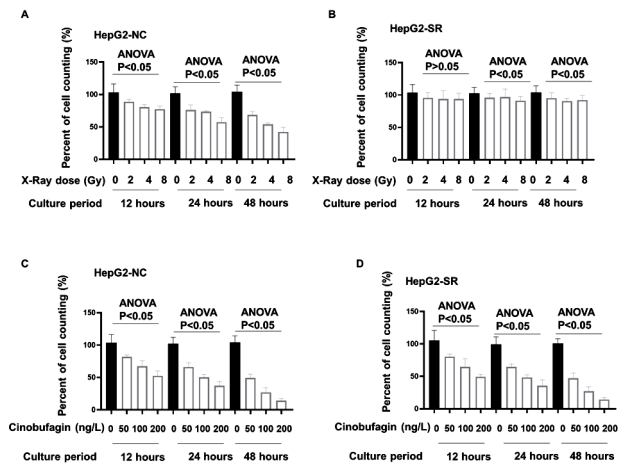 A
HepG2-NC
ANOVA
P<0.05
ANOVA
P<0.05
ANOVA
P<0.05
Percent of cell counting (%)
150
100
50
0
X-Ray dose (Gy) 0 2 4 8 0 2 4 8 0 2 4 8
Culture period 12 hours 24 hours 48 hours
B
HepG2-SR
ANOVA
P>0.05
ANOVA
P<0.05
ANOVA
P<0.05
Percent of cell counting (%)
150
100
50
0
X-Ray dose (Gy) 0 2 4 8 0 2 4 8 0 2 4 8
Culture period 12 hours 24 hours 48 hours
C
HepG2-NC
ANOVA
P<0.05
ANOVA
P<0.05
ANOVA
P<0.05
Percent of cell counting (%)
150
100
50
0
Cinobufagin (ng/L) 0 50 100 200 0 50 100 200 0 50 100 200
Culture period 12 hours 24 hours 48 hours
D
HepG2-SR
ANOVA
P<0.05
ANOVA
P<0.05
ANOVA
P<0.05
Percent of cell counting (%)
150
100
50
0
Cinobufagin (ng/L) 0 50 100 200 0 50 100 200 0 50 100 200
Culture period 12 hours 24 hours 48 hours